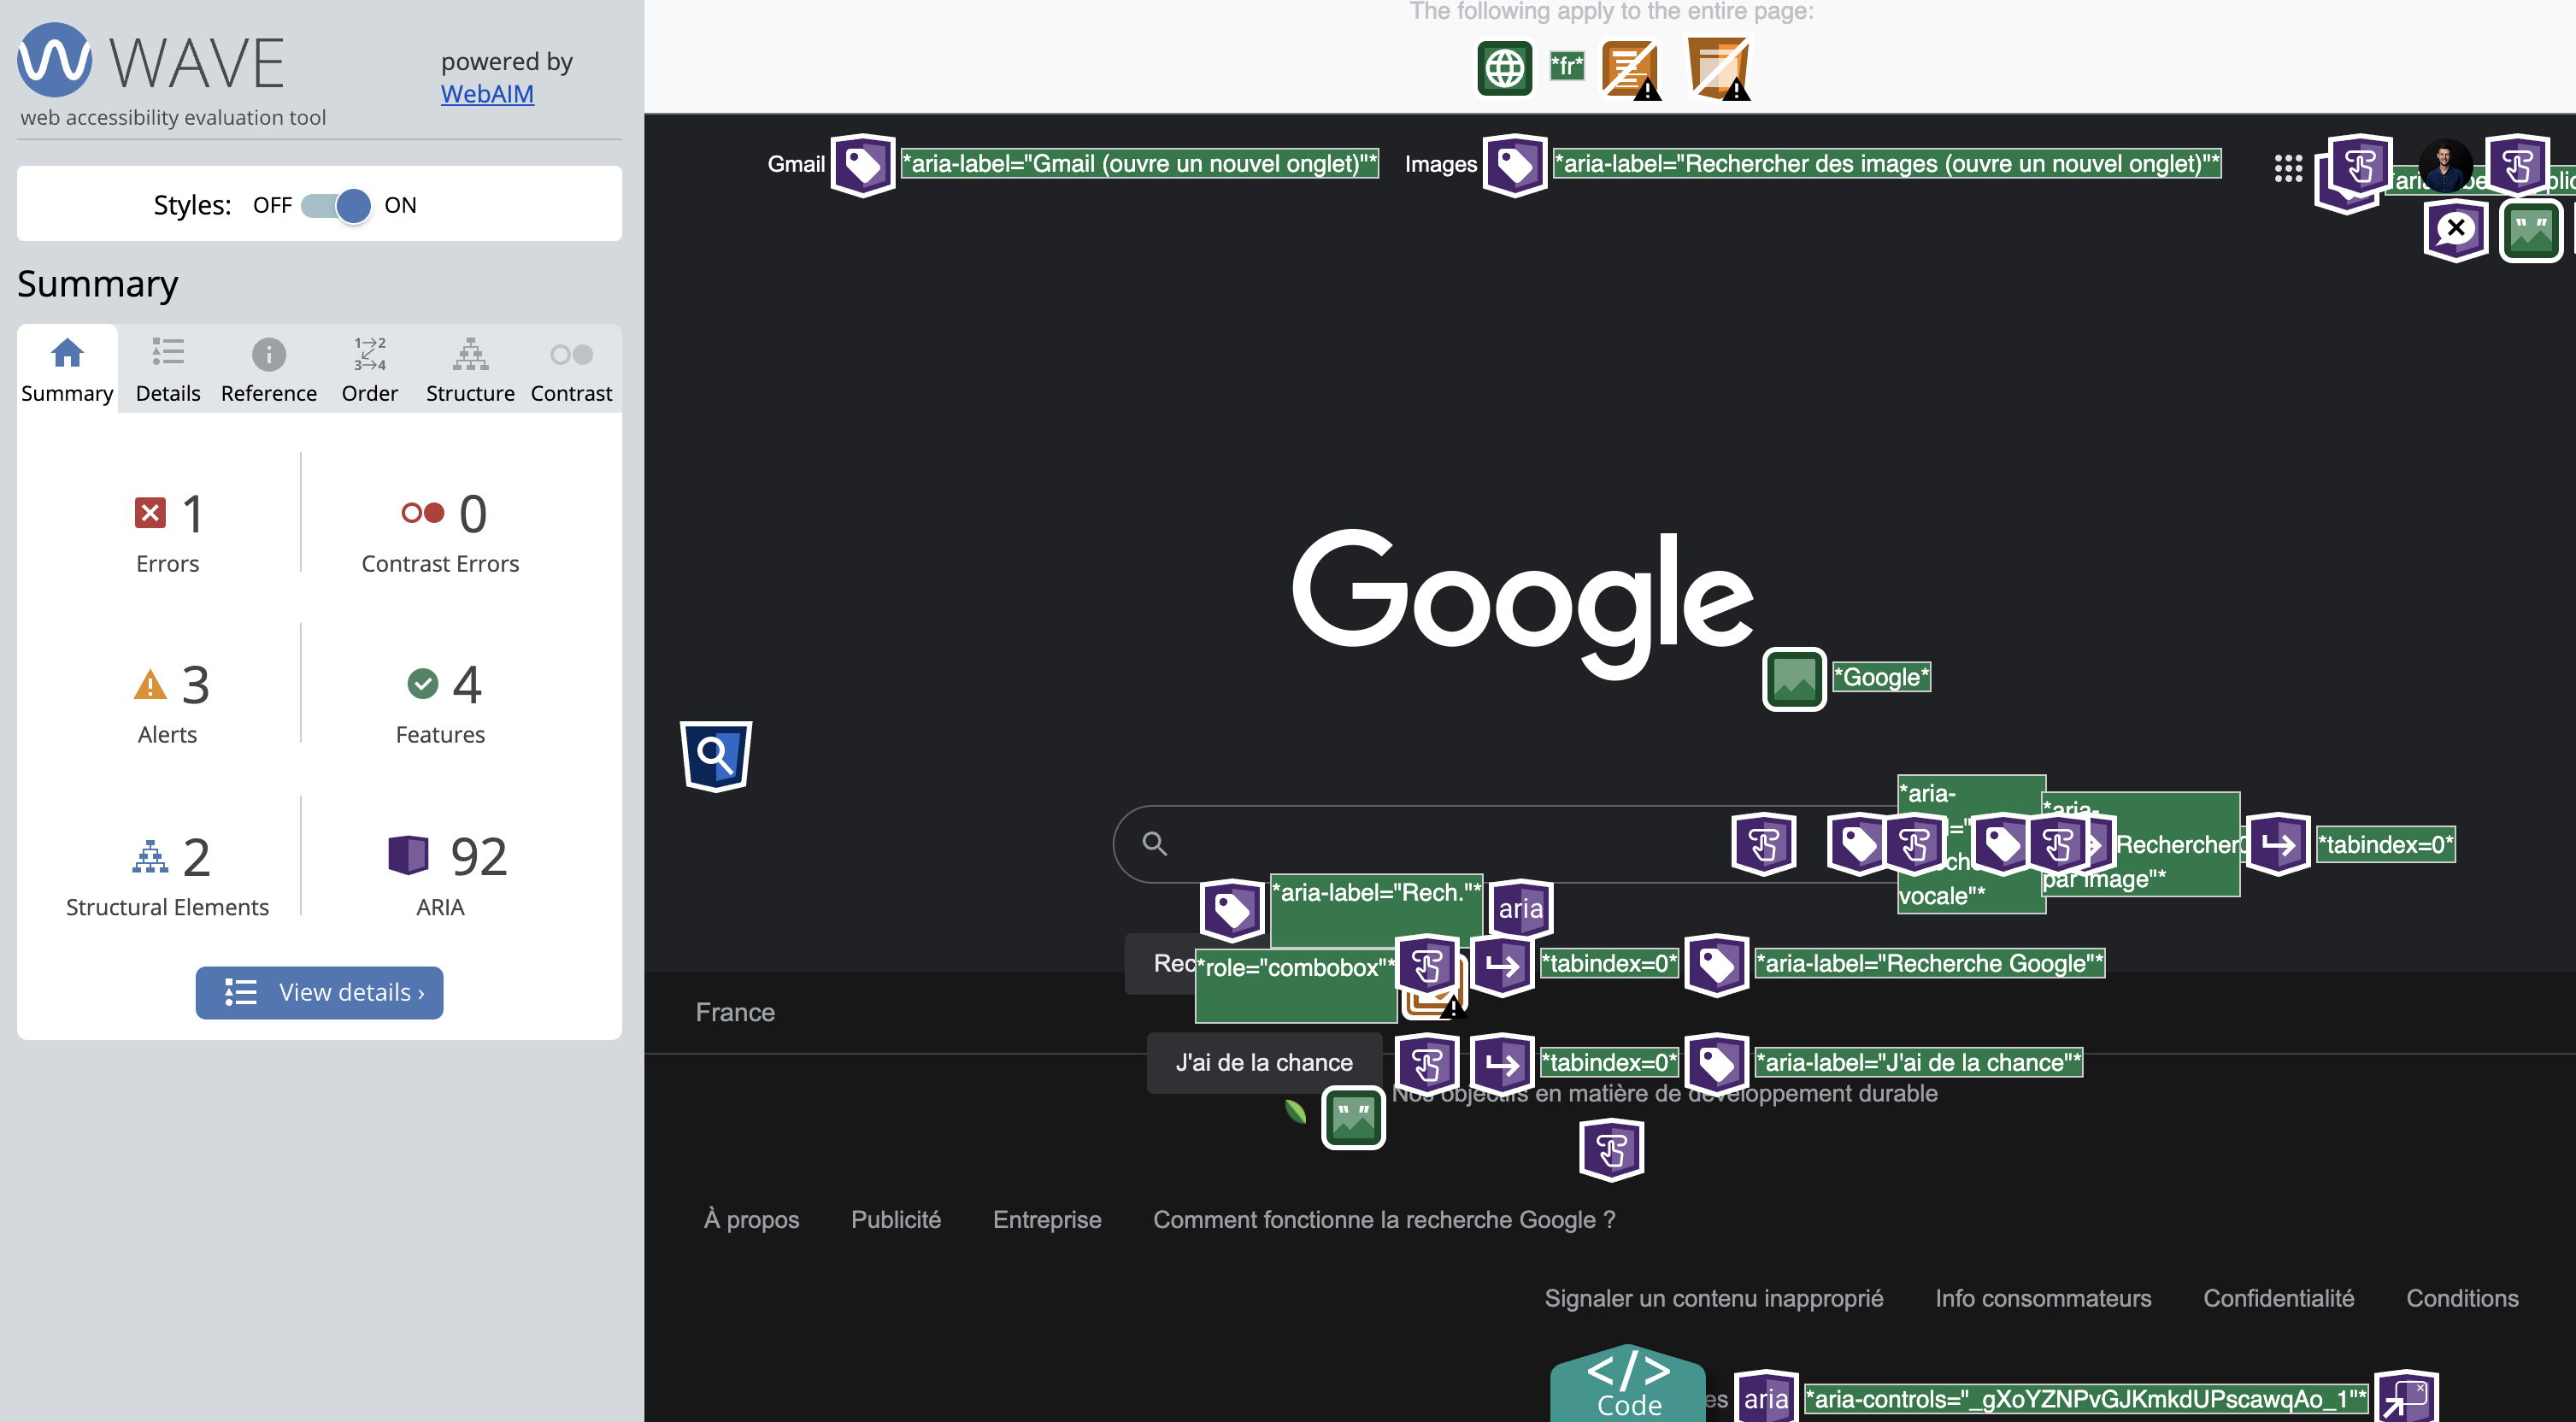 WAVE
powered by
WebAIM
web accessibility evaluation tool
Styles: OFF ON
Summary
Summary Details Reference Order Structure Contrast
1 Errors
0 Contrast Errors
3 Alerts
4 Features
2 Structural Elements
92 ARIA
View details ›
The following apply to the entire page:
*fr*
Gmail *aria-label="Gmail (ouvre un nouvel onglet)"* Images *aria-label="Rechercher des images (ouvre un nouvel onglet)"*
Google
*Google*
*aria-
vocale"*
*aria-
Rechercher
par image"*
*tabindex=0*
*aria-label="Rech."* aria
*role="combobox"* *tabindex=0* *aria-label="Recherche Google"*
France
J'ai de la chance *tabindex=0* *aria-label="J'ai de la chance"*
Nos objectifs en matière de développement durable
À propos Publicité Entreprise Comment fonctionne la recherche Google ?
Signaler un contenu inapproprié Info consommateurs Confidentialité Conditions
</> Code
aria *aria-controls="_gXoYZNPvGJKmkdUPscawqAo_1"*